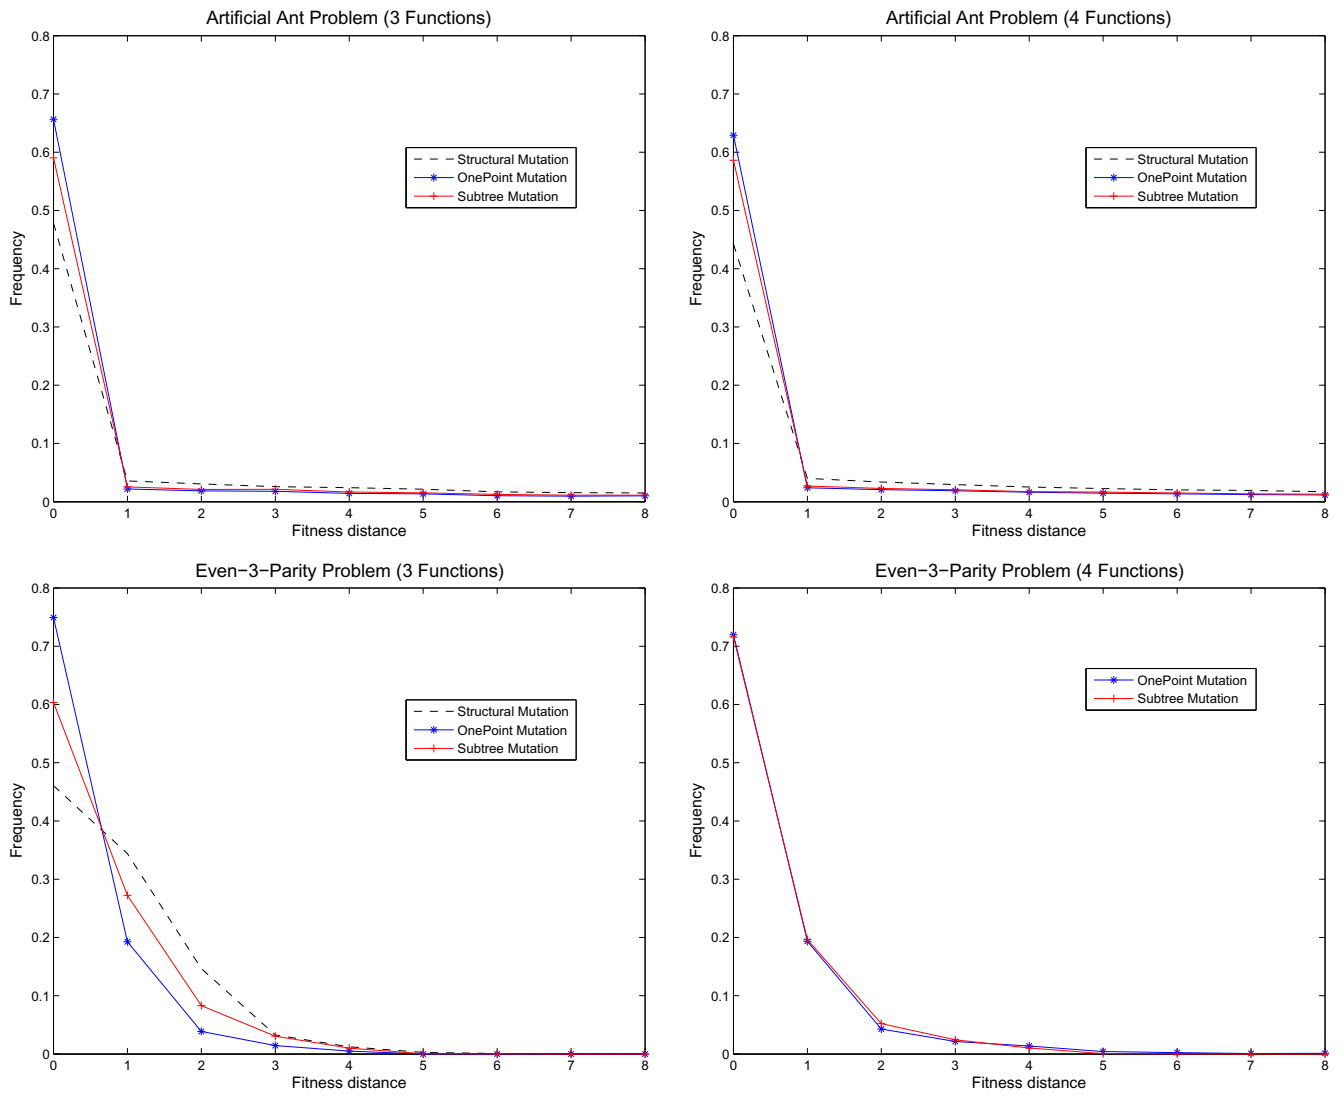 Artificial Ant Problem (3 Functions)
0.8
0.7
0.6
0.5
0.4
0.3
0.2
0.1
0
Frequency
Structural Mutation
OnePoint Mutation
Subtree Mutation
0 1 2 3 4 5 6 7 8
Fitness distance
Artificial Ant Problem (4 Functions)
0.8
0.7
0.6
0.5
0.4
0.3
0.2
0.1
0
Frequency
Structural Mutation
OnePoint Mutation
Subtree Mutation
0 1 2 3 4 5 6 7 8
Fitness distance
Even−3−Parity Problem (3 Functions)
0.8
0.7
0.6
0.5
0.4
0.3
0.2
0.1
0
Frequency
Structural Mutation
OnePoint Mutation
Subtree Mutation
0 1 2 3 4 5 6 7 8
Fitness distance
Even−3−Parity Problem (4 Functions)
0.8
0.7
0.6
0.5
0.4
0.3
0.2
0.1
0
Frequency
OnePoint Mutation
Subtree Mutation
0 1 2 3 4 5 6 7 8
Fitness distance